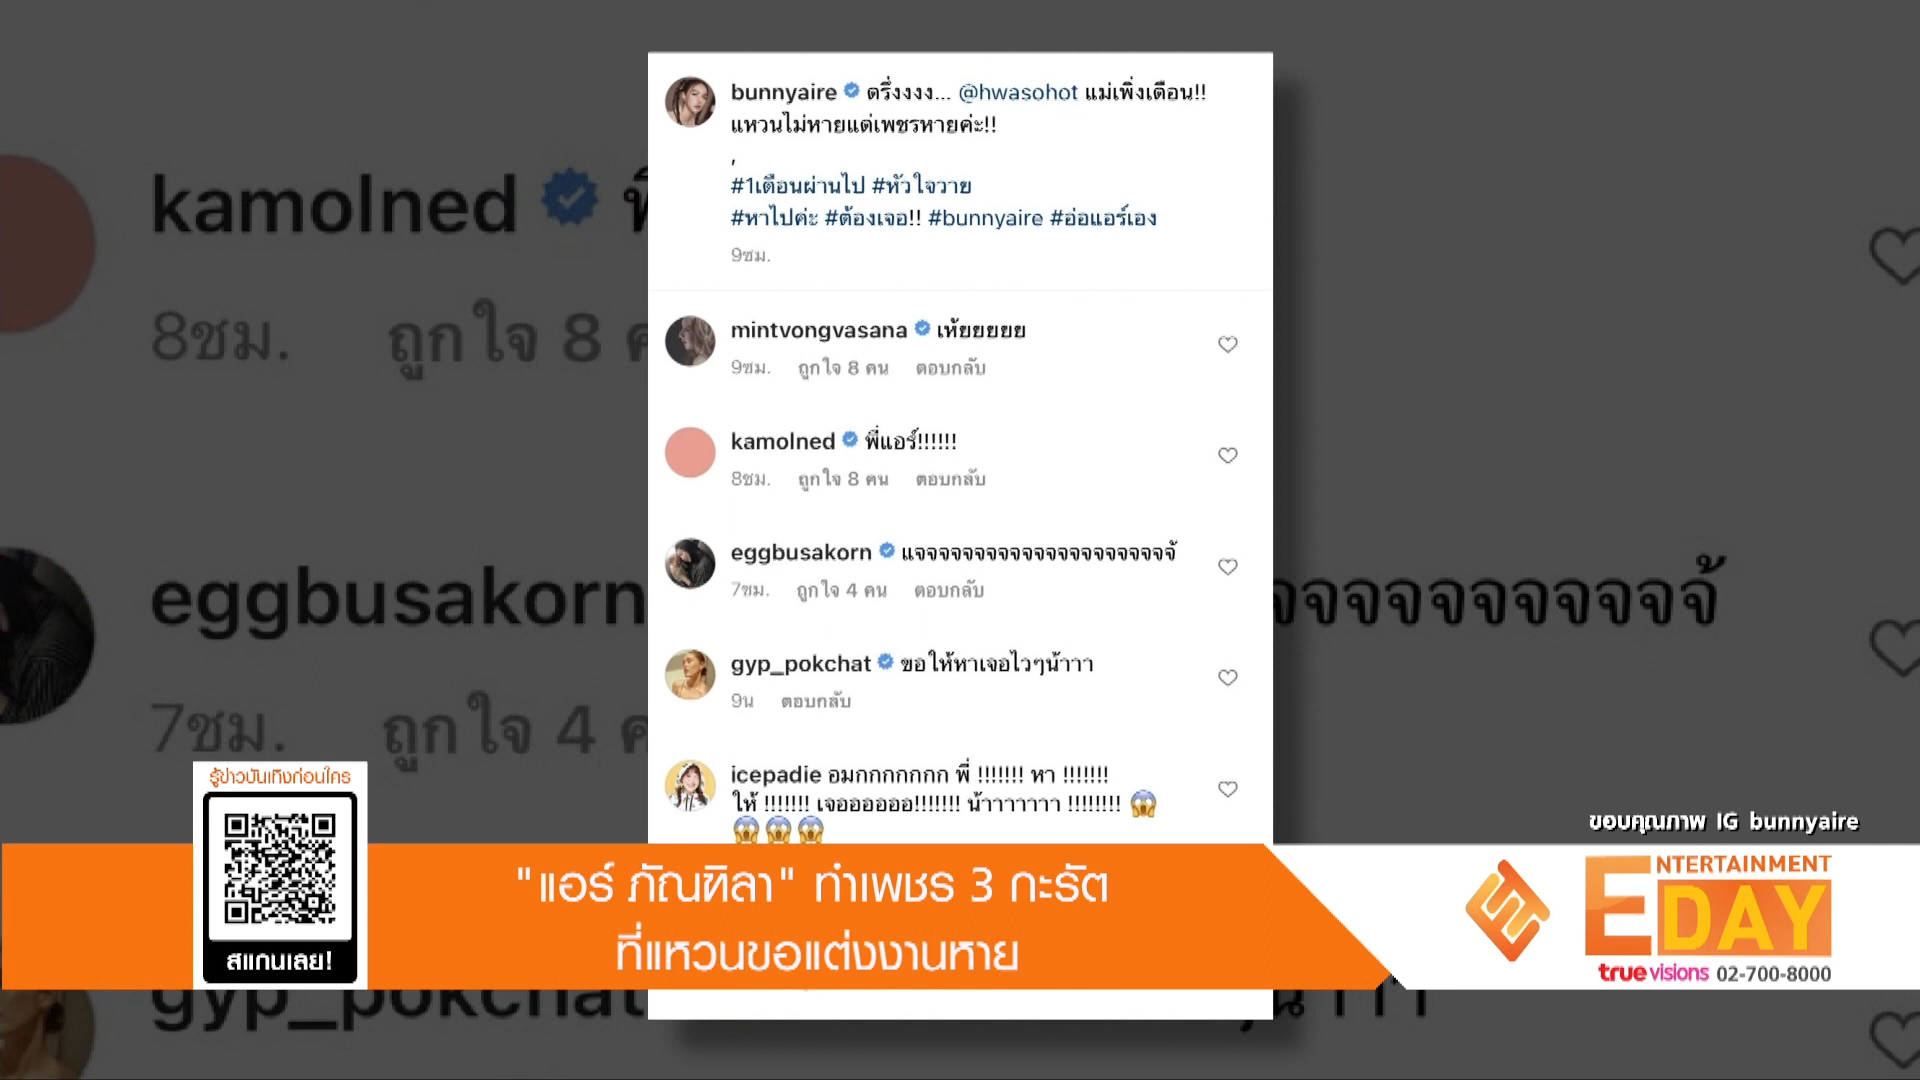 bunnyaire ตรึ่งงงง... @hwasohot แม่เพิ่งเตือน!!
แหวนไม่หายแต่เพชรหายค่ะ!!
,
#1เดือนผ่านไป #หัวใจวาย
#หาไปค่ะ #ต้องเจอ!! #bunnyaire #อ่อแอร์เอง
9ชม.
mintvongvasana เห้ยยยยย
9ชม. ถูกใจ 8 คน ตอบกลับ
kamolned พี่แอร์!!!!!!
8ชม. ถูกใจ 8 คน ตอบกลับ
eggbusakorn แจจจจจจจจจจจจจจจจจจจจจจ้
7ชม. ถูกใจ 4 คน ตอบกลับ
gyp_pokchat ขอให้หาเจอไวๆน้าาา
9น ตอบกลับ
icepadie อมกกกกกกก พี่ !!!!!!! หา !!!!!!!
ให้ !!!!!!! เจออออออ!!!!!!! น้าาาาาาา !!!!!!!! 😱
😱😱😱
kamolned พี่
8ชม. ถูกใจ 8 ค
eggbusakorn จจจจจจจจจจจ้
7ชม. ถูกใจ 4 ค
gyp_pokchat
รู้ข่าวบันเทิงก่อนใคร
สแกนเลย!
"แอร์ ภัณฑิลา" ทำเพชร 3 กะรัต
ที่แหวนขอแต่งงานหาย
ขอบคุณภาพ IG bunnyaire
ENTERTAINMENT
DAY
truevisions 02-700-8000